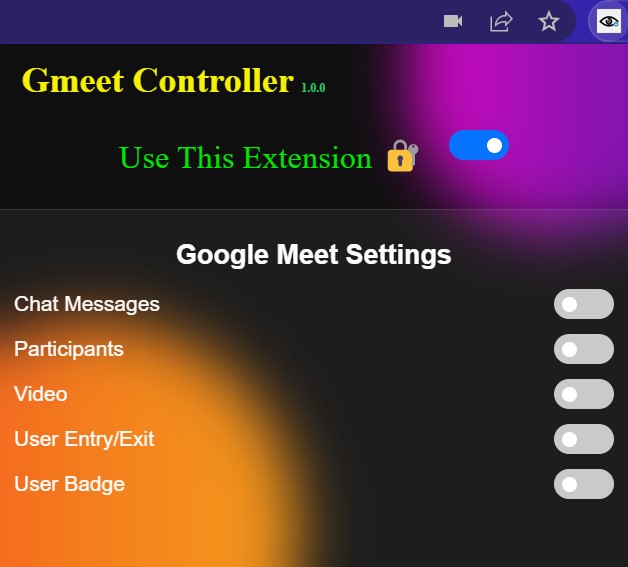 Gmeet Controller 1.0.0
Use This Extension
Google Meet Settings
Chat Messages
Participants
Video
User Entry/Exit
User Badge